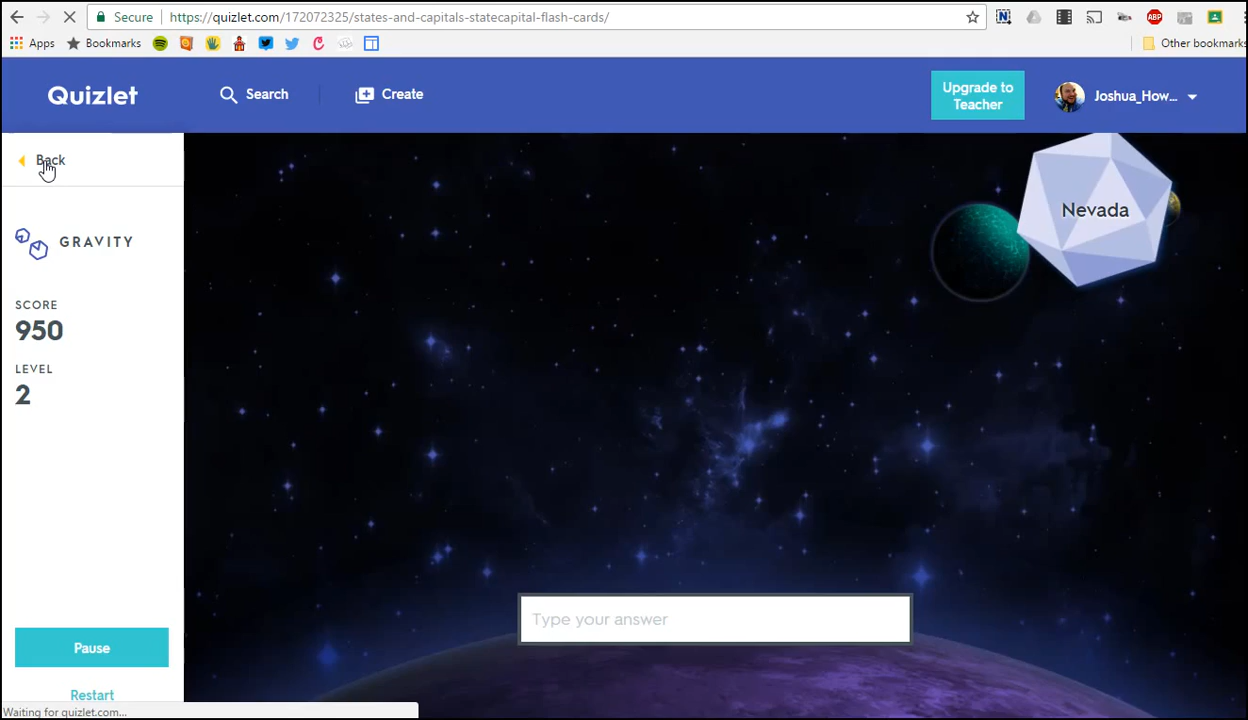 Secure https://quizlet.com/172072325/states-and-capitals-statecapital-flash-cards/
ABP
Apps Bookmarks Other bookmarks
Quizlet Search Create Upgrade to Teacher Joshua_How...
Back
GRAVITY
SCORE
950
LEVEL
2
Nevada
Type your answer
Pause
Restart
Waiting for quizlet.com...